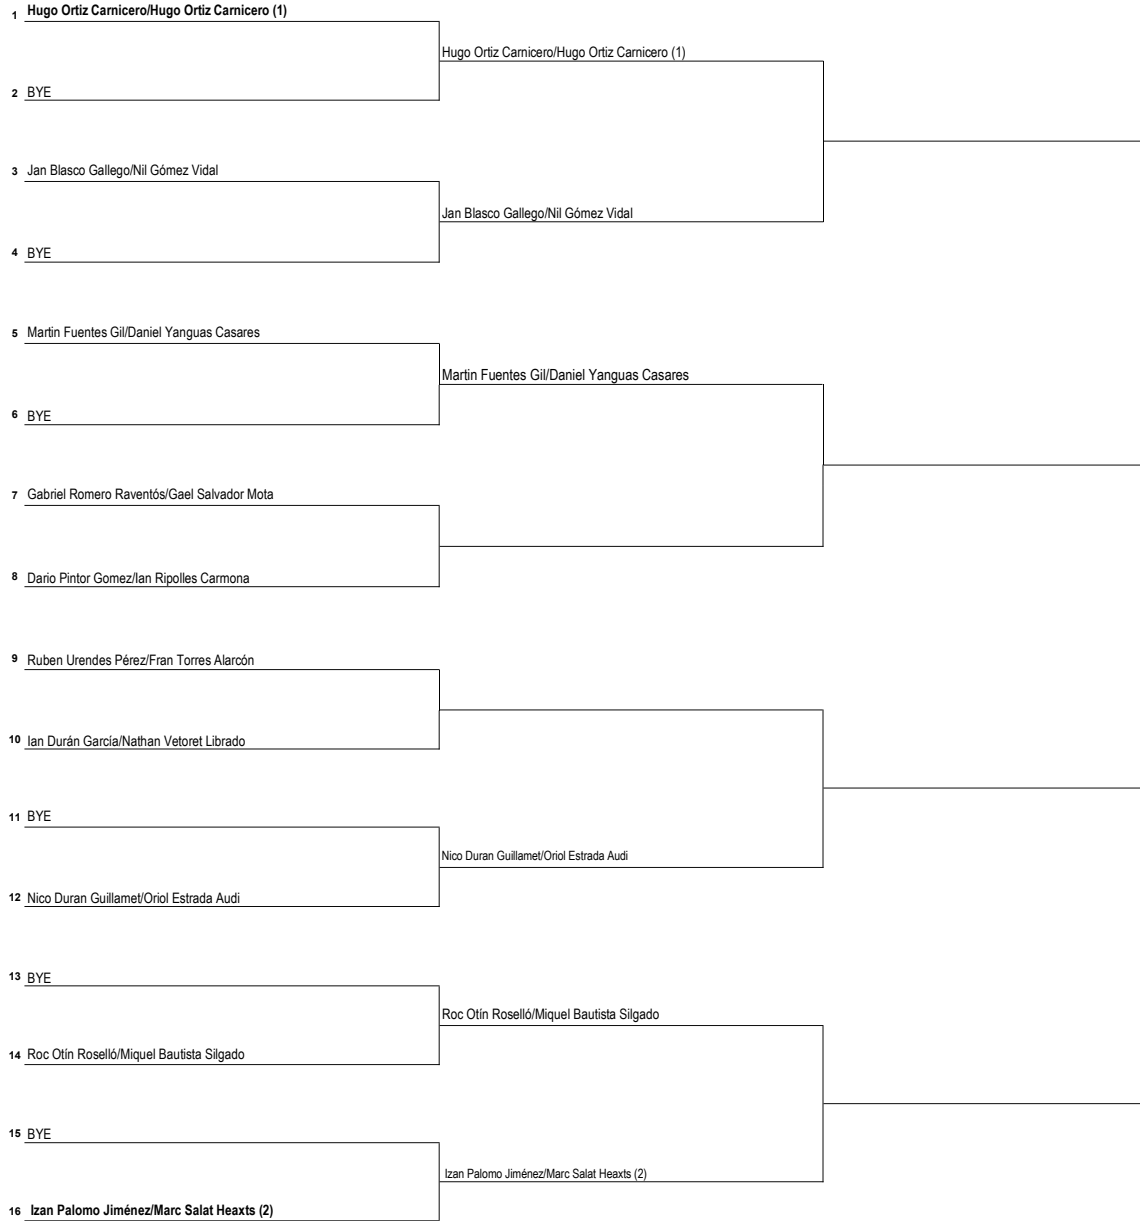 1 Hugo Ortiz Carnicero/Hugo Ortiz Carnicero (1)
Hugo Ortiz Carnicero/Hugo Ortiz Carnicero (1)
2 BYE
3 Jan Blasco Gallego/Nil Gómez Vidal
Jan Blasco Gallego/Nil Gómez Vidal
4 BYE
5 Martin Fuentes Gil/Daniel Yanguas Casares
Martin Fuentes Gil/Daniel Yanguas Casares
6 BYE
7 Gabriel Romero Raventós/Gael Salvador Mota
8 Dario Pintor Gomez/Ian Ripolles Carmona
9 Ruben Urendes Pérez/Fran Torres Alarcón
10 Ian Durán García/Nathan Vetoret Librado
11 BYE
Nico Duran Guillamet/Oriol Estrada Audi
12 Nico Duran Guillamet/Oriol Estrada Audi
13 BYE
Roc Otín Roselló/Miquel Bautista Silgado
14 Roc Otín Roselló/Miquel Bautista Silgado
15 BYE
Izan Palomo Jiménez/Marc Salat Heaxts (2)
16 Izan Palomo Jiménez/Marc Salat Heaxts (2)